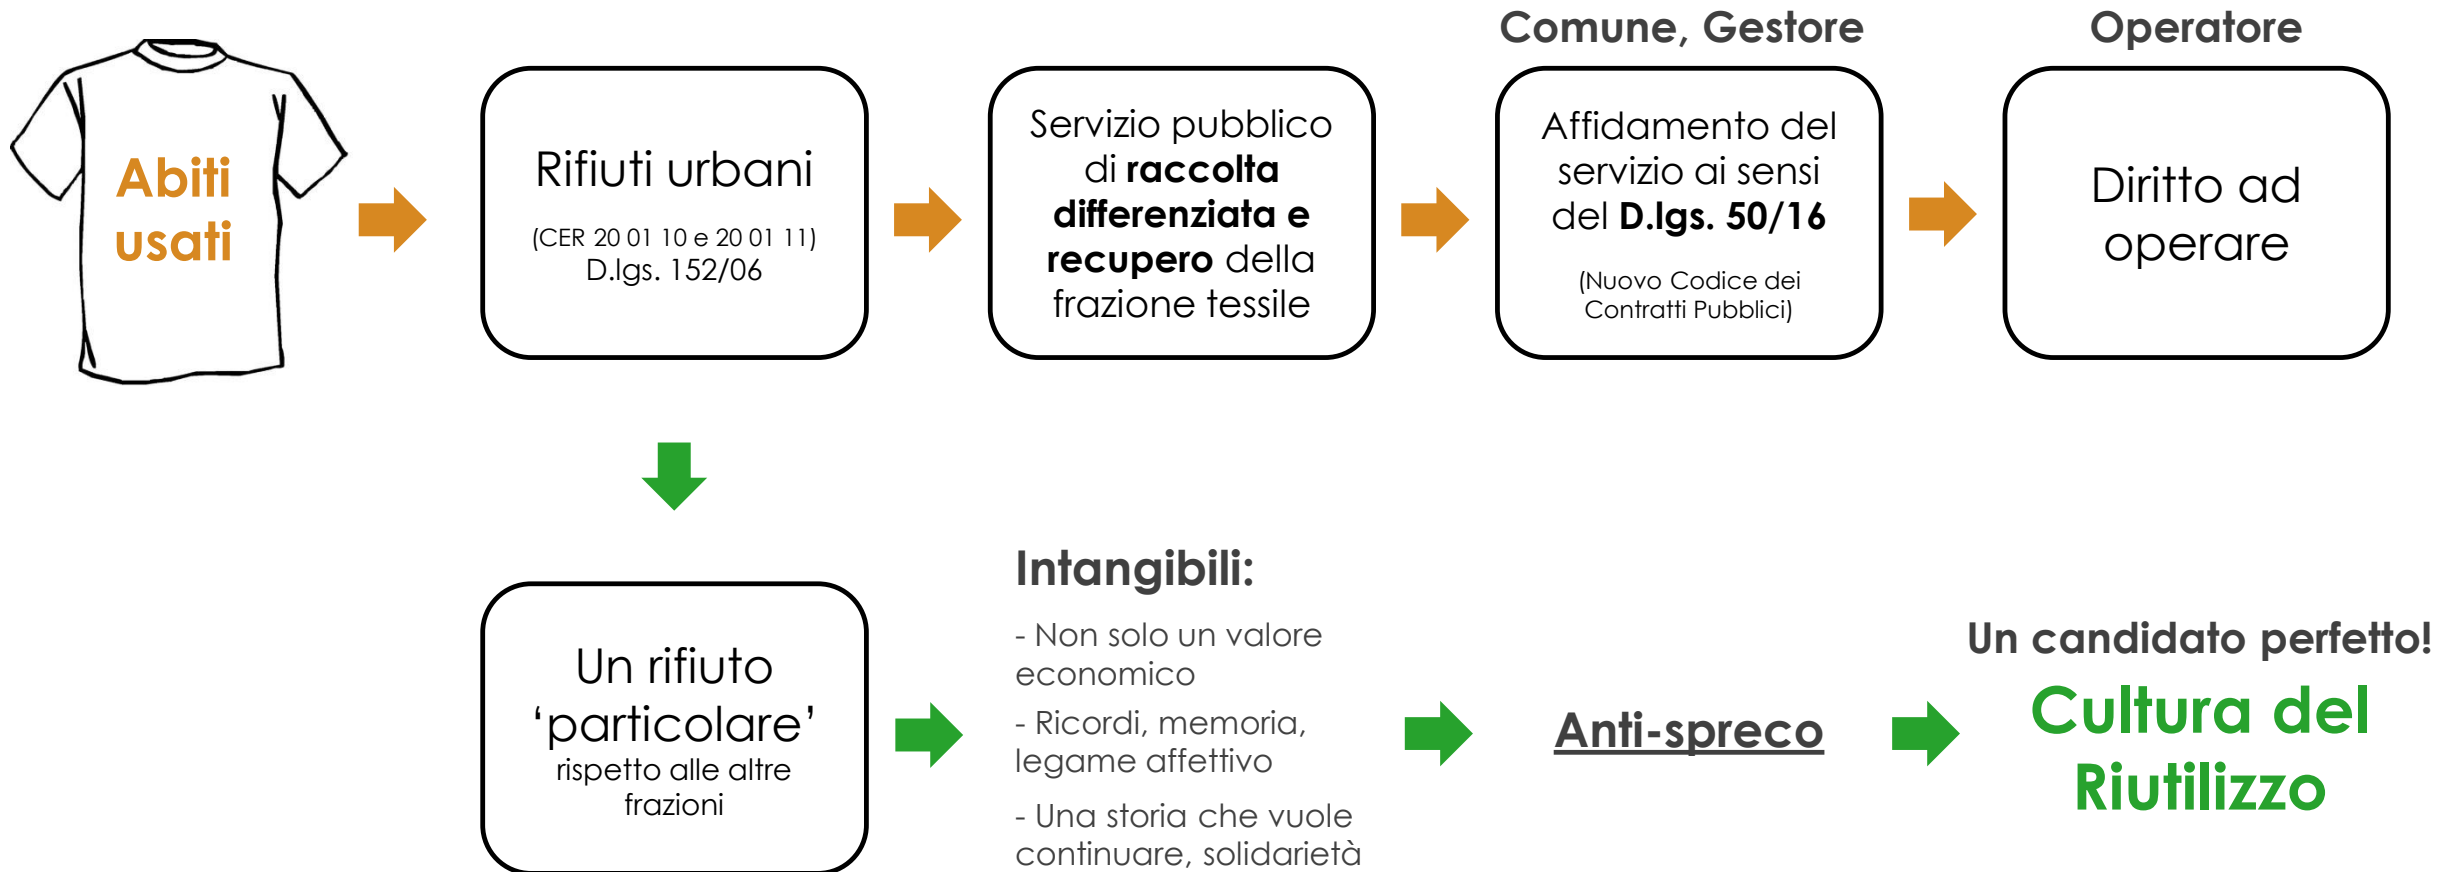 Abiti
usati
Rifiuti urbani
(CER 20 01 10 e 20 01 11)
D.lgs. 152/06
Servizio pubblico
di raccolta
differenziata e
recupero della
frazione tessile
Comune, Gestore
Affidamento del
servizio ai sensi
del D.lgs. 50/16
(Nuovo Codice dei
Contratti Pubblici)
Operatore
Diritto ad
operare
Un rifiuto
‘particolare’
rispetto alle altre
frazioni
Intangibili:
- Non solo un valore
economico
- Ricordi, memoria,
legame affettivo
- Una storia che vuole
continuare, solidarietà
Anti-spreco
Un candidato perfetto!
Cultura del
Riutilizzo